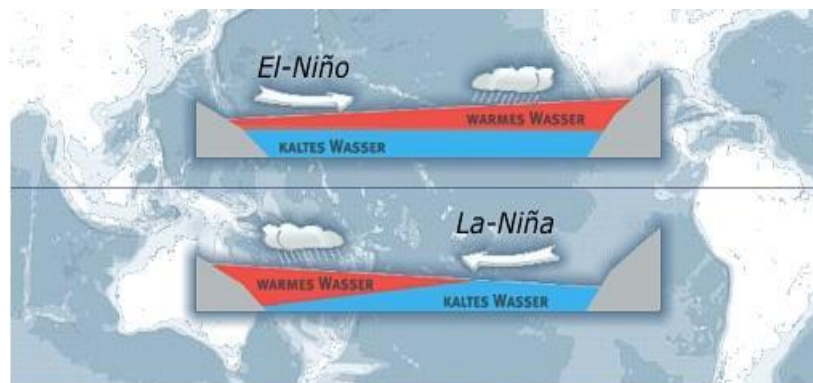 El-Niño
WARMES WASSER
KALTES WASSER
La-Niña
WARMES WASSER
KALTES WASSER